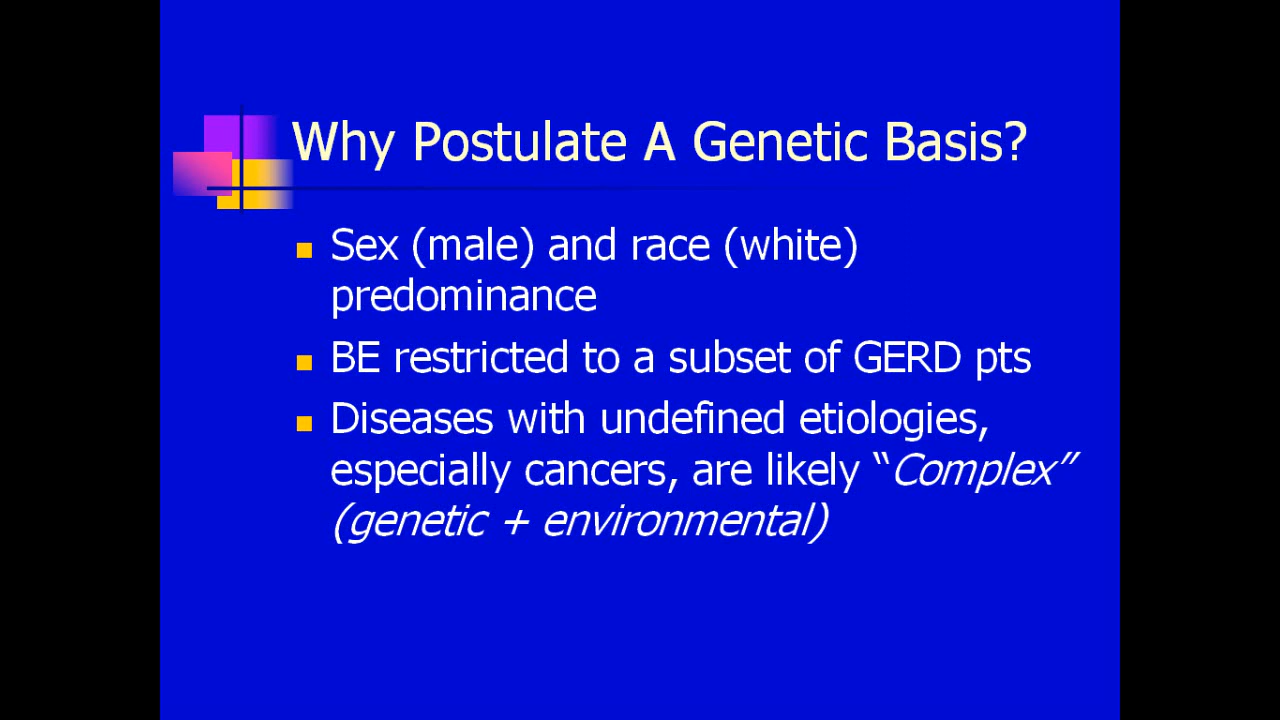 Why Postulate A Genetic Basis?
Sex (male) and race (white)
predominance
BE restricted to a subset of GERD pts
Diseases with undefined etiologies,
especially cancers, are likely “Complex”
(genetic + environmental)